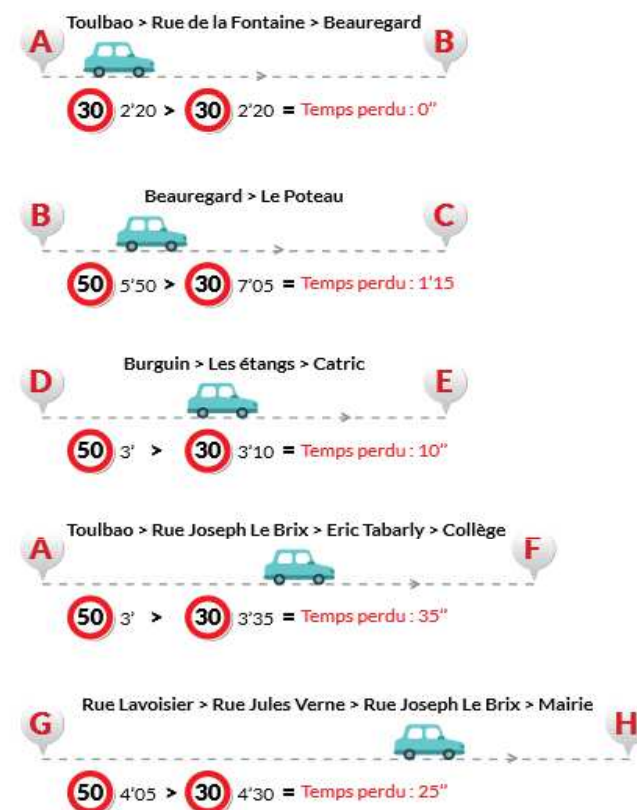 Toulbao > Rue de la Fontaine > Beauregard
A B
30 2'20 > 30 2'20 = Temps perdu : 0"
Beauregard > Le Poteau
B C
50 5'50 > 30 7'05 = Temps perdu : 1'15
Burguin > Les étangs > Catric
D E
50 3' > 30 3'10 = Temps perdu : 10"
Toulbao > Rue Joseph Le Brix > Eric Tabarly > Collège
A F
50 3' > 30 3'35 = Temps perdu : 35"
Rue Lavoisier > Rue Jules Verne > Rue Joseph Le Brix > Mairie
G H
50 4'05 > 30 4'30 = Temps perdu : 25"